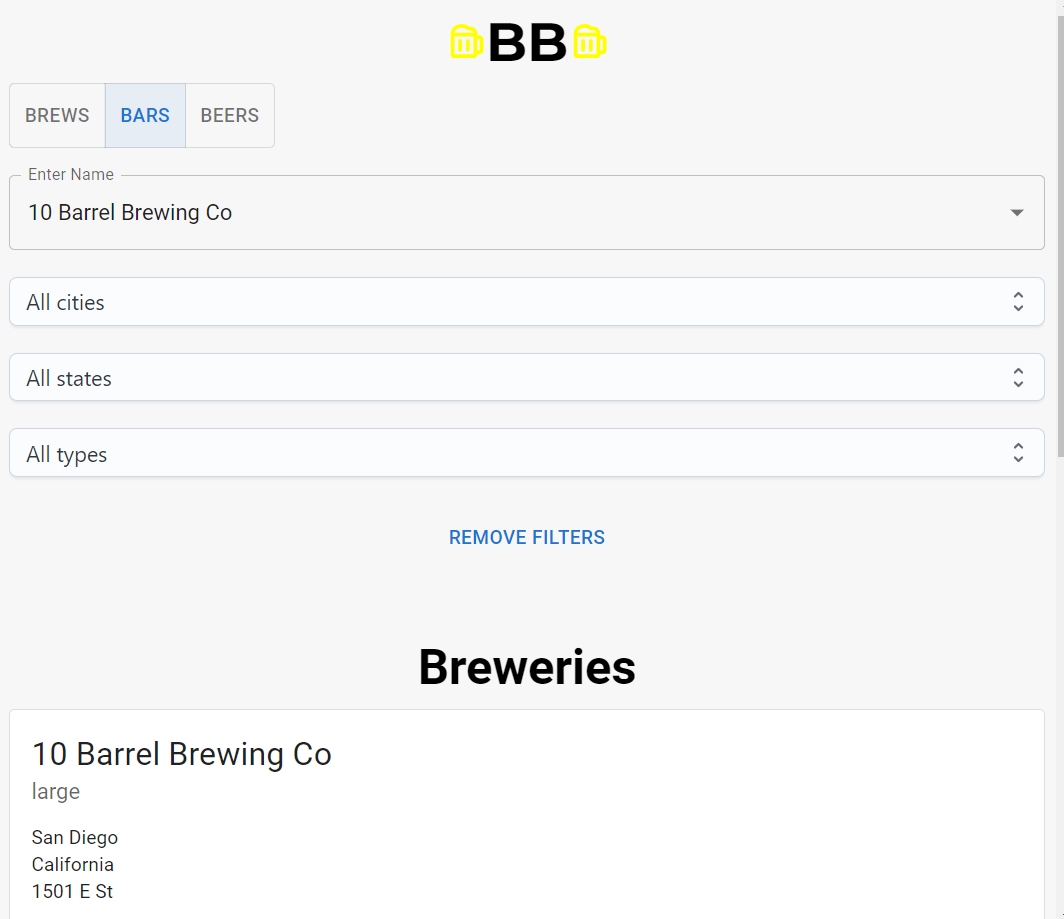 BB
BREWS BARS BEERS
Enter Name
10 Barrel Brewing Co
All cities
All states
All types
REMOVE FILTERS
Breweries
10 Barrel Brewing Co
large
San Diego
California
1501 E St